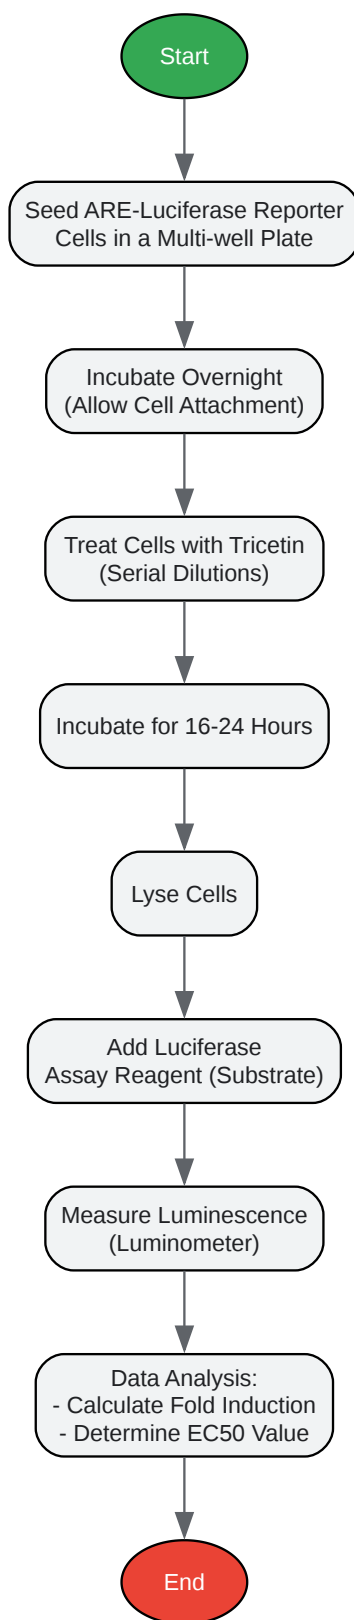 Start
Seed ARE-Luciferase Reporter
Cells in a Multi-well Plate
Incubate Overnight
(Allow Cell Attachment)
Treat Cells with Tricetin
(Serial Dilutions)
Incubate for 16-24 Hours
Lyse Cells
Add Luciferase
Assay Reagent (Substrate)
Measure Luminescence
(Luminometer)
Data Analysis:
- Calculate Fold Induction
- Determine EC50 Value
End